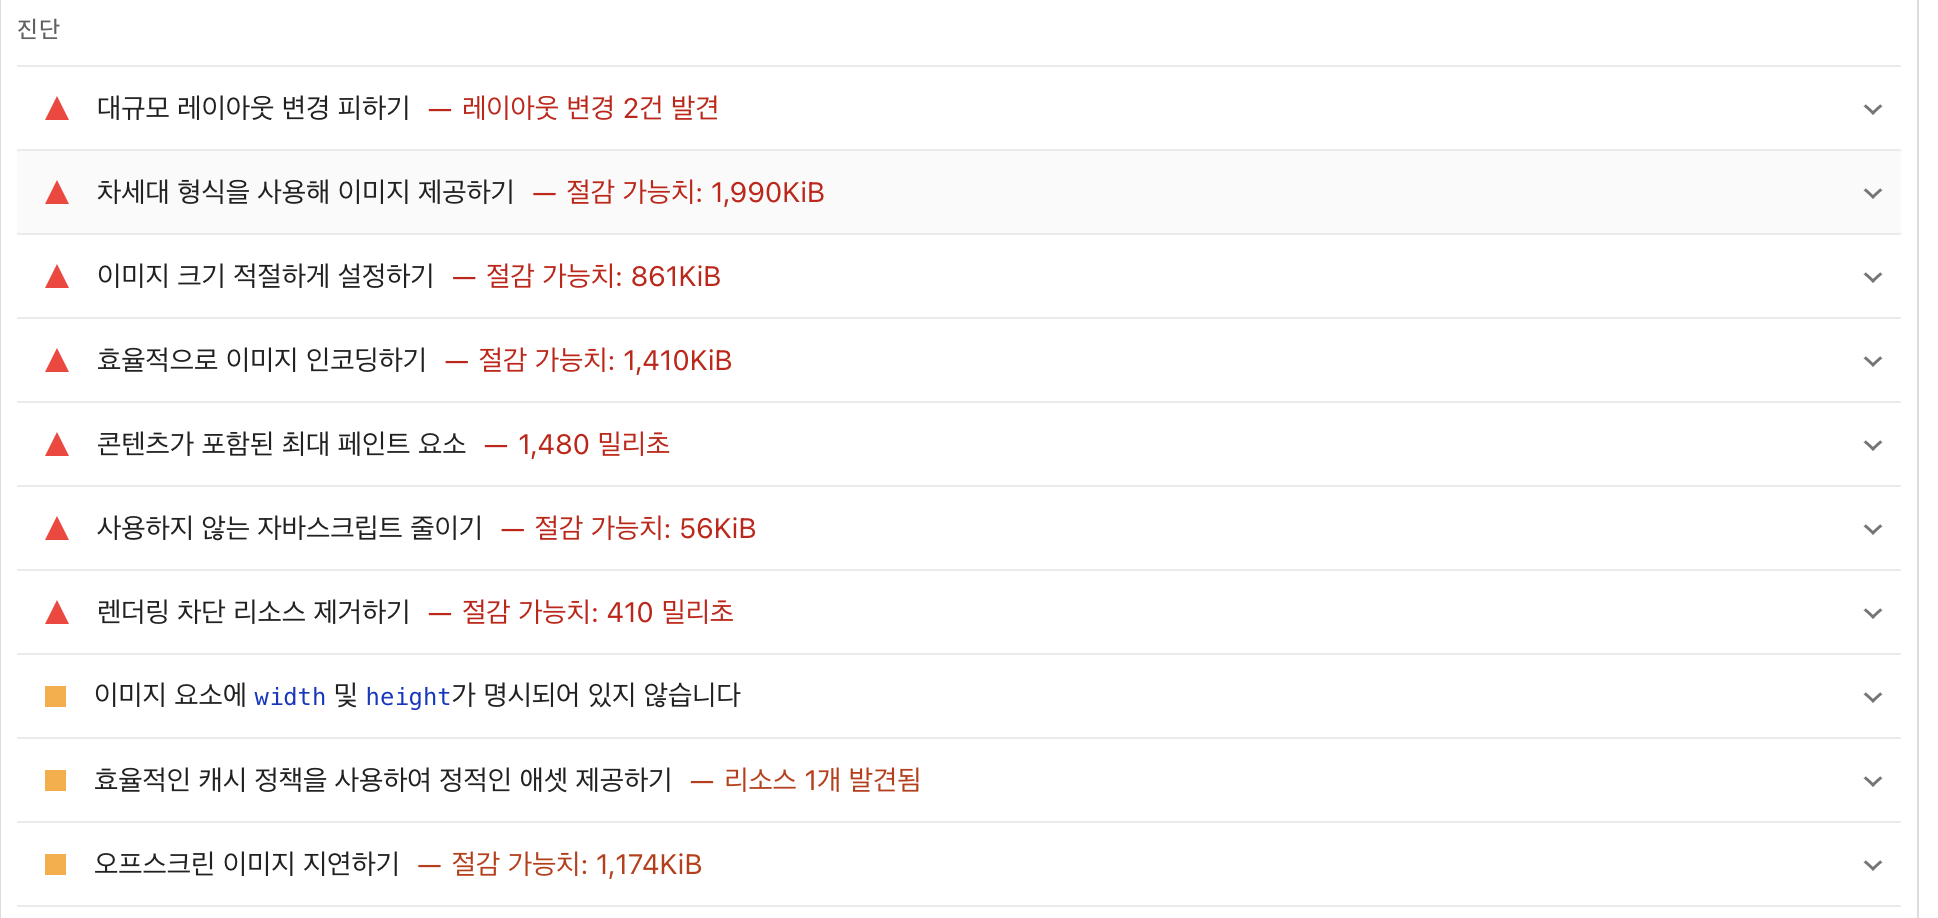 진단
대규모 레이아웃 변경 피하기 — 레이아웃 변경 2건 발견
차세대 형식을 사용해 이미지 제공하기 — 절감 가능치: 1,990KiB
이미지 크기 적절하게 설정하기 — 절감 가능치: 861KiB
효율적으로 이미지 인코딩하기 — 절감 가능치: 1,410KiB
콘텐츠가 포함된 최대 페인트 요소 — 1,480 밀리초
사용하지 않는 자바스크립트 줄이기 — 절감 가능치: 56KiB
렌더링 차단 리소스 제거하기 — 절감 가능치: 410 밀리초
이미지 요소에 width 및 height가 명시되어 있지 않습니다
효율적인 캐시 정책을 사용하여 정적인 애셋 제공하기 — 리소스 1개 발견됨
오프스크린 이미지 지연하기 — 절감 가능치: 1,174KiB